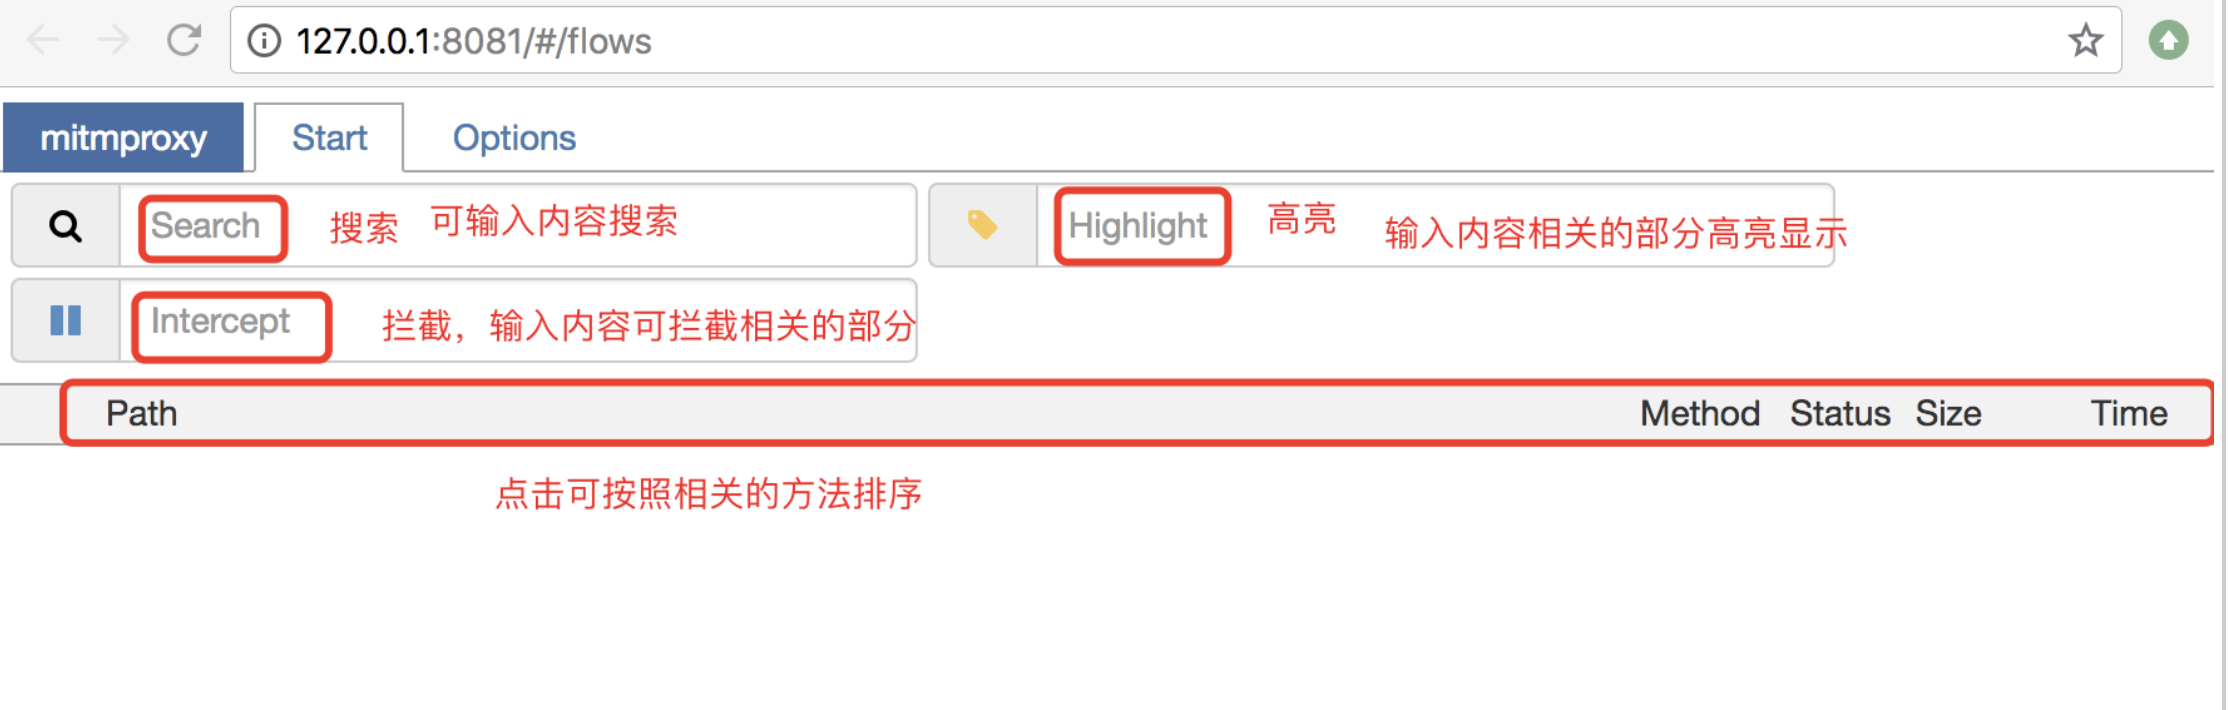 127.0.0.1:8081/#/flows
mitmproxy Start Options
Search 搜索 可输入内容搜索 Highlight 高亮 输入内容相关的部分高亮显示
Intercept 拦截，输入内容可拦截相关的部分
Path Method Status Size Time
点击可按照相关的方法排序